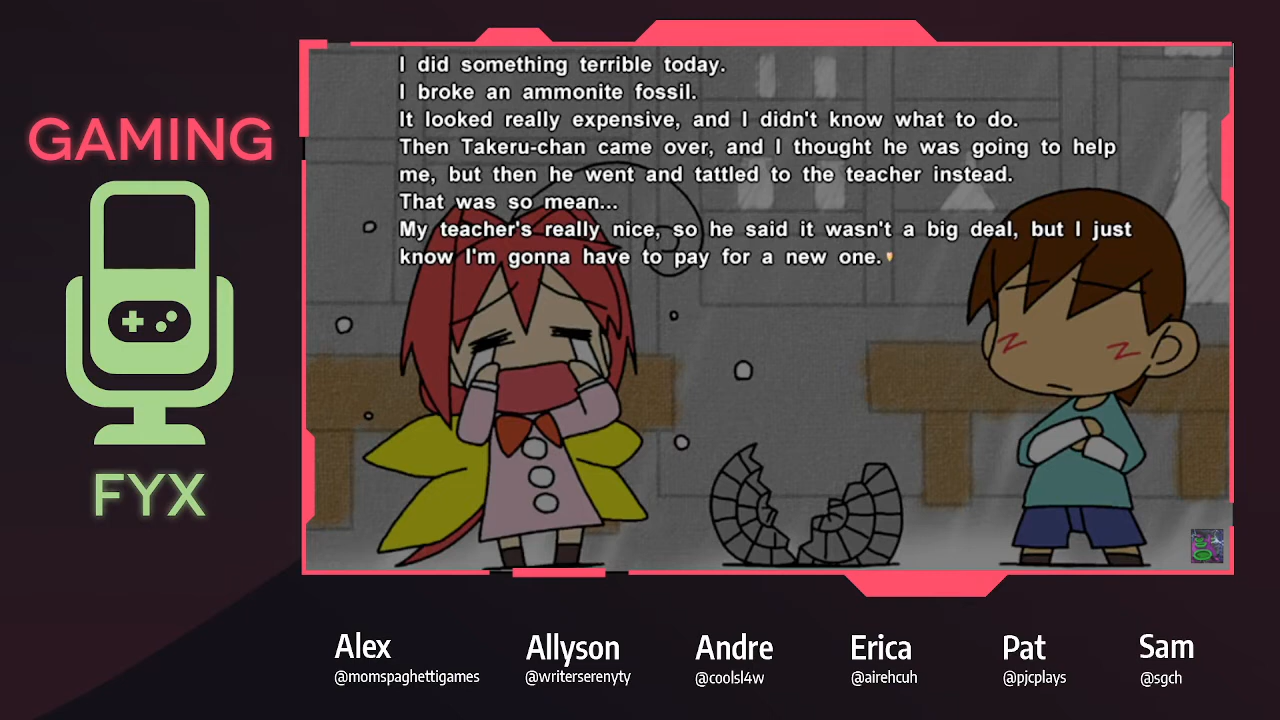 GAMING
FYX
I did something terrible today.
I broke an ammonite fossil.
It looked really expensive, and I didn't know what to do.
Then Takeru-chan came over, and I thought he was going to help
me, but then he went and tattled to the teacher instead.
That was so mean...
My teacher's really nice, so he said it wasn't a big deal, but I just
know I'm gonna have to pay for a new one.
Alex
@momspaghettigames
Allyson
@writerserenyty
Andre
@coolsl4w
Erica
@airehcuh
Pat
@pjcplays
Sam
@sgch